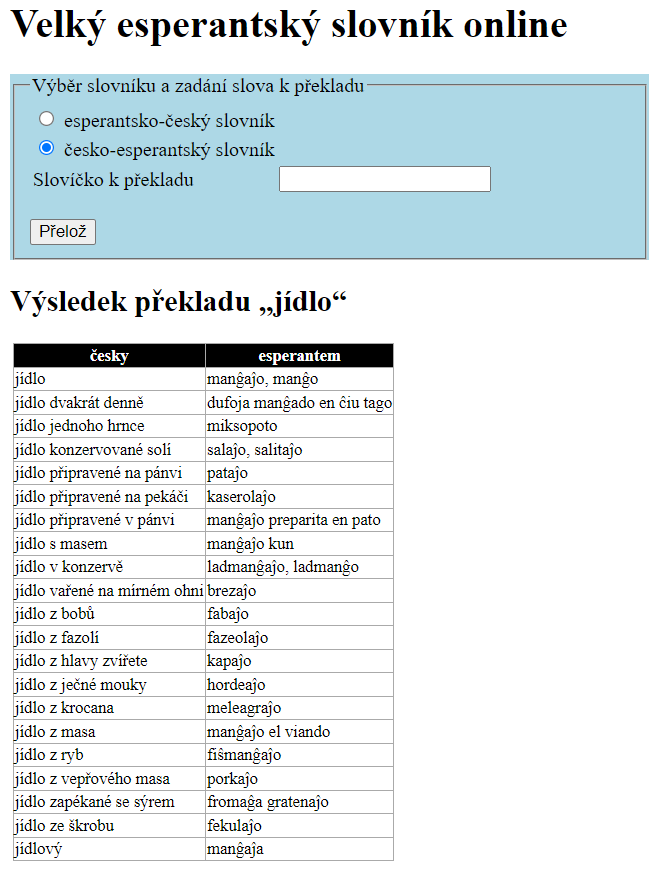 Velký esperantský slovník online
Výběr slovníku a zadání slova k překladu
esperantsko-český slovník
česko-esperantský slovník
Slovíčko k překladu
Přelož
Výsledek překladu „jídlo“
česky esperantem
jídlo manĝaĵo, manĝo
jídlo dvakrát denně dufoja manĝado en ĉiu tago
jídlo jednoho hrnce miksopoto
jídlo konzervované solí salaĵo, salitaĵo
jídlo připravené na pánvi pataĵo
jídlo připravené na pekáči kaserolaĵo
jídlo připravené v pánvi manĝaĵo preparita en pato
jídlo s masem manĝaĵo kun
jídlo v konzervě ladmanĝaĵo, ladmanĝo
jídlo vařené na mírném ohni brezaĵo
jídlo z bobů fabaĵo
jídlo z fazolí fazeolaĵo
jídlo z hlavy zvířete kapaĵo
jídlo z ječné mouky hordeaĵo
jídlo z krocana meleagraĵo
jídlo z masa manĝaĵo el viando
jídlo z ryb fiŝmanĝaĵo
jídlo z vepřového masa porkaĵo
jídlo zapékané se sýrem fromaĝa gratenaĵo
jídlo ze škrobu fekulaĵo
jídlový manĝaĵa